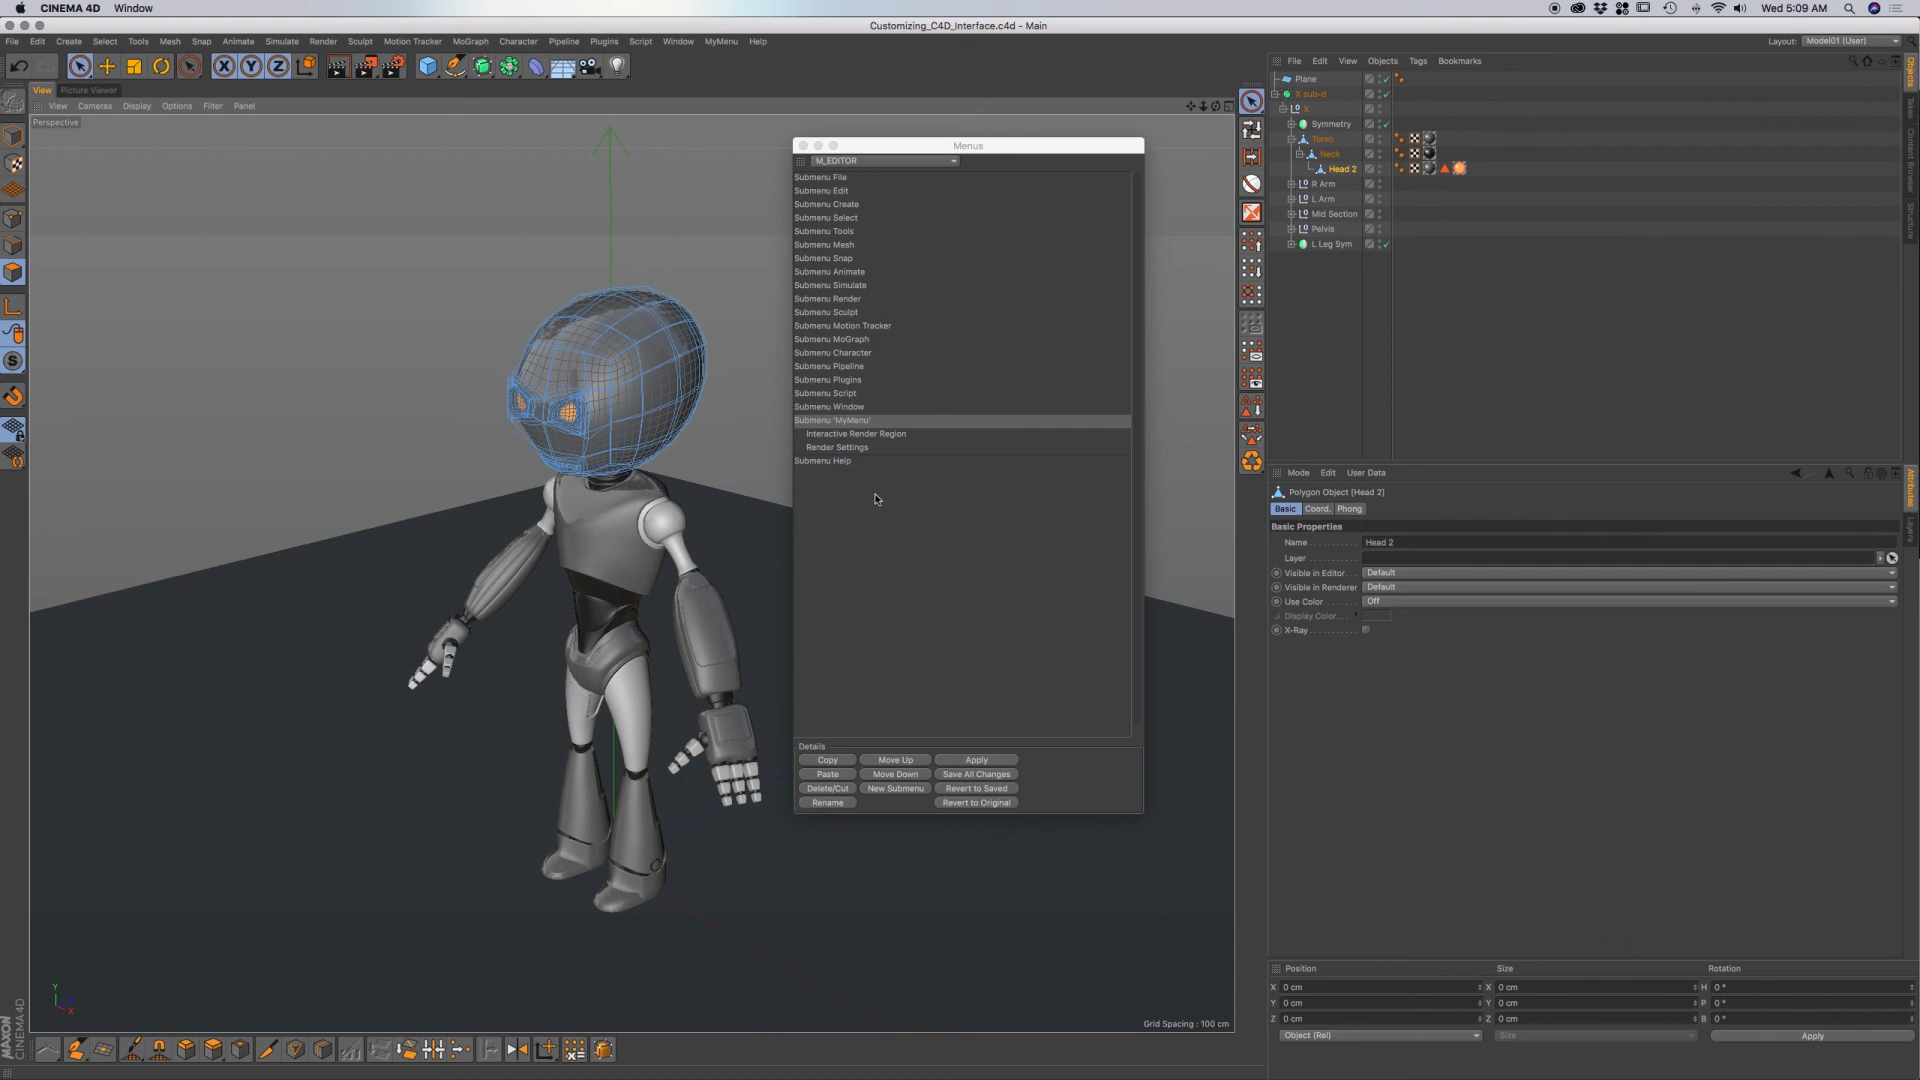 CINEMA 4D Window Wed 5:09 AM
Customizing_C4D_Interface.c4d - Main
File Edit Create Select Tools Mesh Snap Animate Simulate Render Sculpt Motion Tracker MoGraph Character Pipeline Plugins Script Window MyMenu Help Layout: Model01 (User)
View Picture Viewer
View Cameras Display Options Filter Panel
Perspective
Menus
M_EDITOR
Submenu File
Submenu Edit
Submenu Create
Submenu Select
Submenu Tools
Submenu Mesh
Submenu Snap
Submenu Animate
Submenu Simulate
Submenu Render
Submenu Sculpt
Submenu Motion Tracker
Submenu MoGraph
Submenu Character
Submenu Pipeline
Submenu Plugins
Submenu Script
Submenu Window
Submenu 'MyMenu'
Interactive Render Region
Render Settings
Submenu Help
Details
Copy Move Up Apply
Paste Move Down Save All Changes
Delete/Cut New Submenu Revert to Saved
Rename Revert to Original
Y
X
Grid Spacing : 100 cm
MAXON
CINEMA 4D
File Edit View Objects Tags Bookmarks
Plane
X sub-d
X
Symmetry
Torso
Neck
Head 2
R Arm
L Arm
Mid Section
Pelvis
L Leg Sym
Objects
Takes
Content Browser
Structure
Mode Edit User Data
Polygon Object [Head 2]
Basic Coord. Phong
Basic Properties
Name Head 2
Layer
Visible in Editor Default
Visible in Renderer Default
Use Color Off
Display Color
X-Ray
Attributes
Layers
Position Size Rotation
X 0 cm X 0 cm H 0 °
Y 0 cm Y 0 cm P 0 °
Z 0 cm Z 0 cm B 0 °
Object (Rel) Size Apply